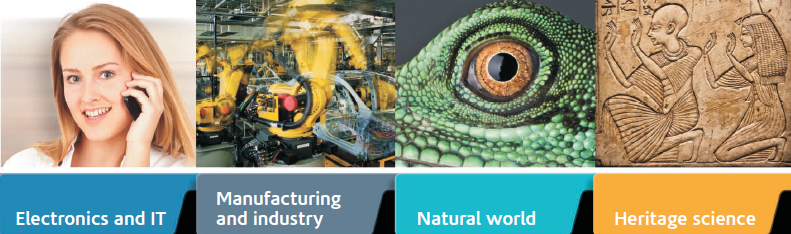 Electronics and IT
Manufacturing
and industry
Natural world
Heritage science